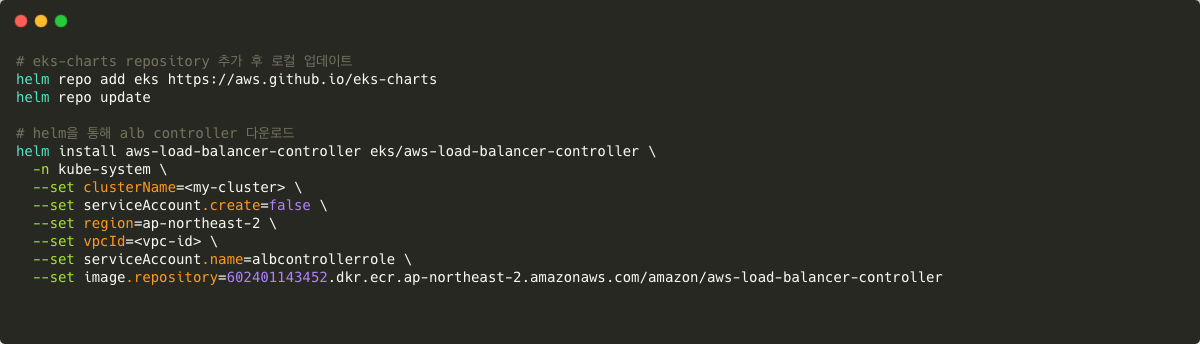 # eks-charts repository 추가 후 로컬 업데이트
helm repo add eks https://aws.github.io/eks-charts
helm repo update
# helm을 통해 alb controller 다운로드
helm install aws-load-balancer-controller eks/aws-load-balancer-controller \
-n kube-system \
--set clusterName=<my-cluster> \
--set serviceAccount.create=false \
--set region=ap-northeast-2 \
--set vpcId=<vpc-id> \
--set serviceAccount.name=albcontrollerrole \
--set image.repository=602401143452.dkr.ecr.ap-northeast-2.amazonaws.com/amazon/aws-load-balancer-controller